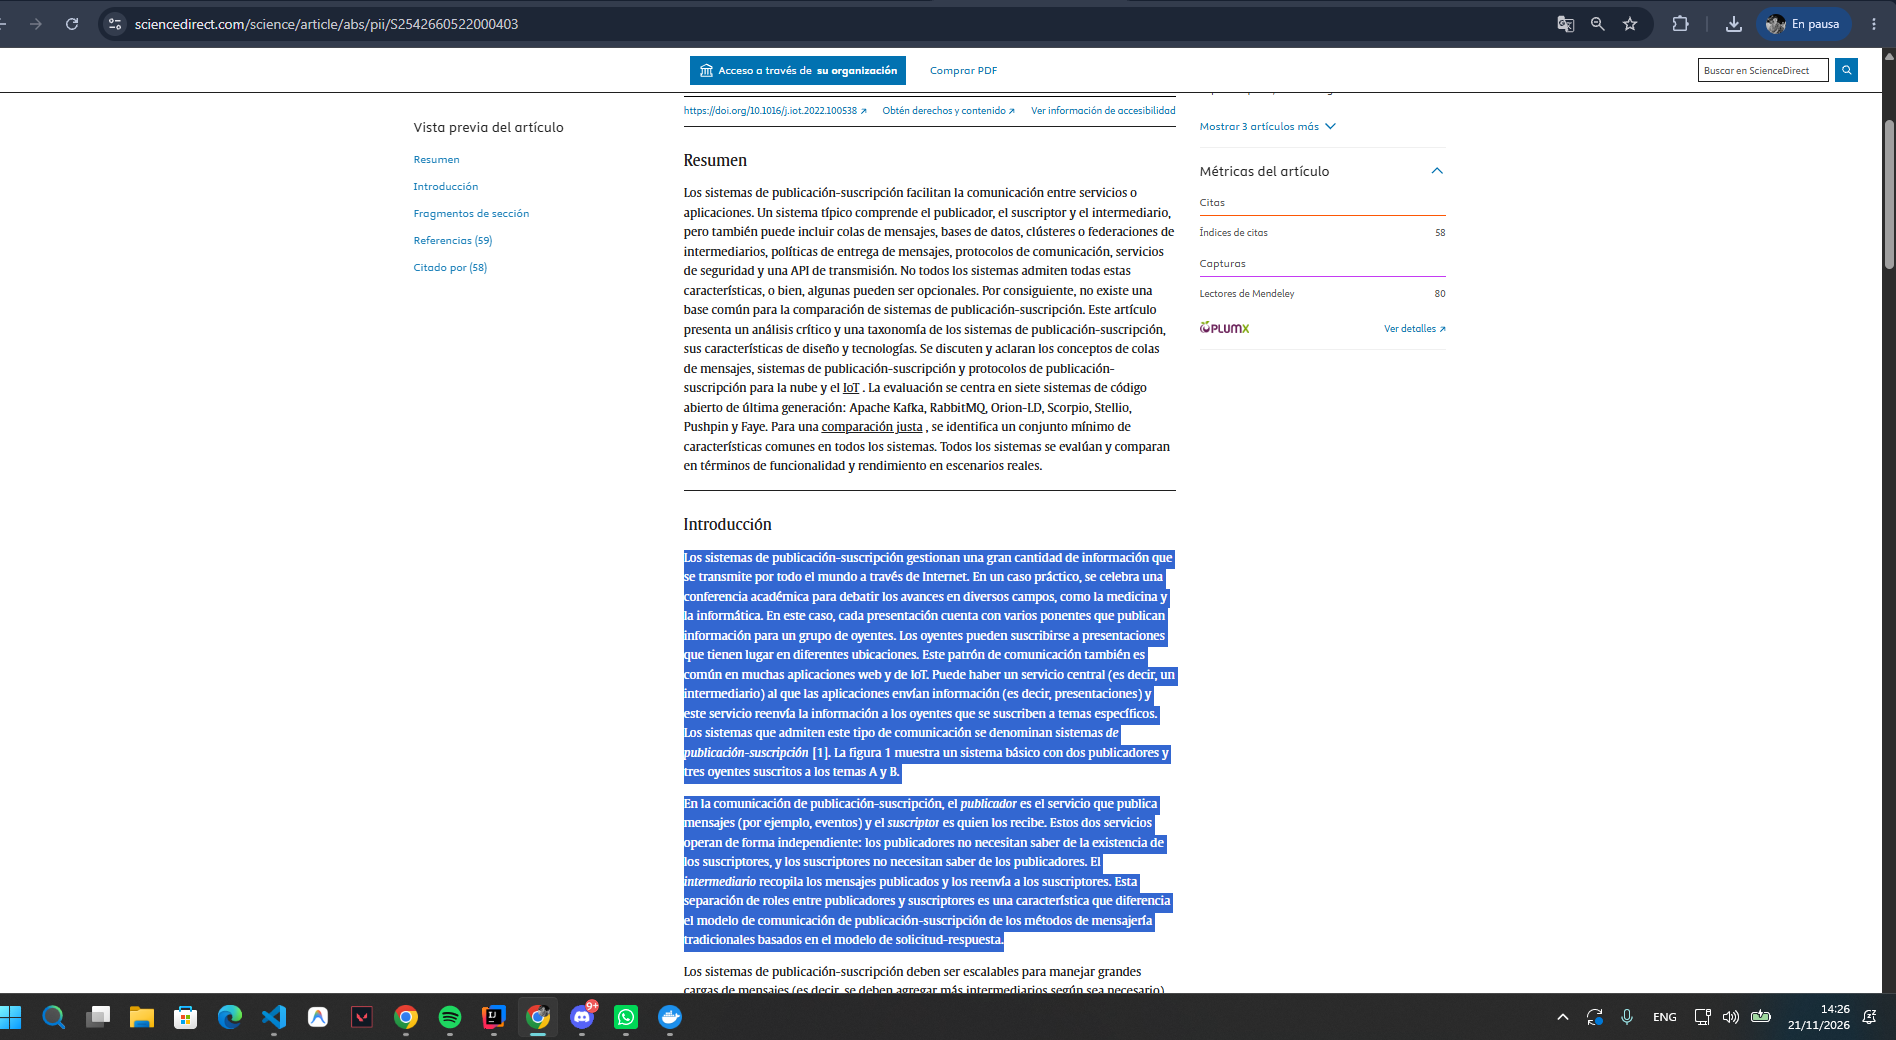 sciencedirect.com/science/article/abs/pii/S2542660522000403
En pausa
Acceso a través de su organización
Comprar PDF
Buscar en ScienceDirect
https://doi.org/10.1016/j.iot.2022.100538 ↗ Obtén derechos y contenido ↗ Ver información de accesibilidad
Vista previa del artículo
Resumen
Introducción
Fragmentos de sección
Referencias (59)
Citado por (58)
Resumen
Los sistemas de publicación-suscripción facilitan la comunicación entre servicios o
aplicaciones. Un sistema típico comprende el publicador, el suscriptor y el intermediario,
pero también puede incluir colas de mensajes, bases de datos, clústeres o federaciones de
intermediarios, políticas de entrega de mensajes, protocolos de comunicación, servicios
de seguridad y una API de transmisión. No todos los sistemas admiten todas estas
características, o bien, algunas pueden ser opcionales. Por consiguiente, no existe una
base común para la comparación de sistemas de publicación-suscripción. Este artículo
presenta un análisis crítico y una taxonomía de los sistemas de publicación-suscripción,
sus características de diseño y tecnologías. Se discuten y aclaran los conceptos de colas
de mensajes, sistemas de publicación-suscripción y protocolos de publicación-
suscripción para la nube y el IoT . La evaluación se centra en siete sistemas de código
abierto de última generación: Apache Kafka, RabbitMQ, Orion-LD, Scorpio, Stellio,
Pushpin y Faye. Para una comparación justa , se identifica un conjunto mínimo de
características comunes en todos los sistemas. Todos los sistemas se evalúan y comparan
en términos de funcionalidad y rendimiento en escenarios reales.
Introducción
Los sistemas de publicación-suscripción gestionan una gran cantidad de información que
se transmite por todo el mundo a través de Internet. En un caso práctico, se celebra una
conferencia académica para debatir los avances en diversos campos, como la medicina y
la informática. En este caso, cada presentación cuenta con varios ponentes que publican
información para un grupo de oyentes. Los oyentes pueden suscribirse a presentaciones
que tienen lugar en diferentes ubicaciones. Este patrón de comunicación también es
común en muchas aplicaciones web y de IoT. Puede haber un servicio central (es decir, un
intermediario) al que las aplicaciones envían información (es decir, presentaciones) y
este servicio reenvía la información a los oyentes que se suscriben a temas específicos.
Los sistemas que admiten este tipo de comunicación se denominan sistemas de
publicación-suscripción [1]. La figura 1 muestra un sistema básico con dos publicadores y
tres oyentes suscritos a los temas A y B.
En la comunicación de publicación-suscripción, el publicador es el servicio que publica
mensajes (por ejemplo, eventos) y el suscriptor es quien los recibe. Estos dos servicios
operan de forma independiente: los publicadores no necesitan saber de la existencia de
los suscriptores, y los suscriptores no necesitan saber de los publicadores. El
intermediario recopila los mensajes publicados y los reenvía a los suscriptores. Esta
separación de roles entre publicadores y suscriptores es una característica que diferencia
el modelo de comunicación de publicación-suscripción de los métodos de mensajería
tradicionales basados en el modelo de solicitud-respuesta.
Los sistemas de publicación-suscripción deben ser escalables para manejar grandes
cargas de mensajes (es decir, se deben agregar más intermediarios según sea necesario)
Mostrar 3 artículos más
Métricas del artículo
Citas
Índices de citas 58
Capturas
Lectores de Mendeley 80
PLUMX Ver detalles ↗
9+
ENG
14:26
21/11/2026